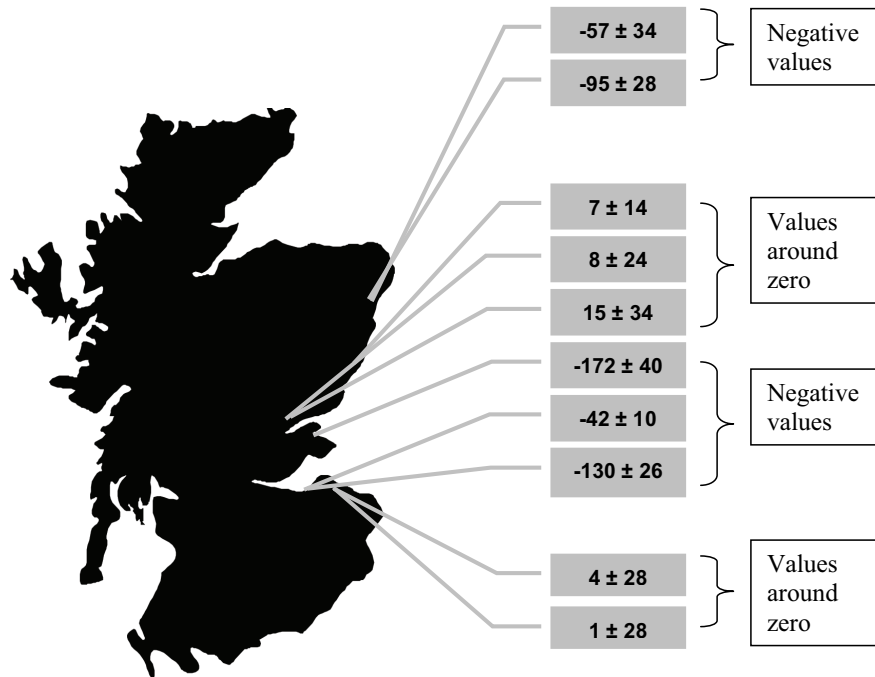 -57 ± 34
-95 ± 28
Negative
values
7 ± 14
8 ± 24
15 ± 34
Values
around
zero
-172 ± 40
-42 ± 10
-130 ± 26
Negative
values
4 ± 28
1 ± 28
Values
around
zero